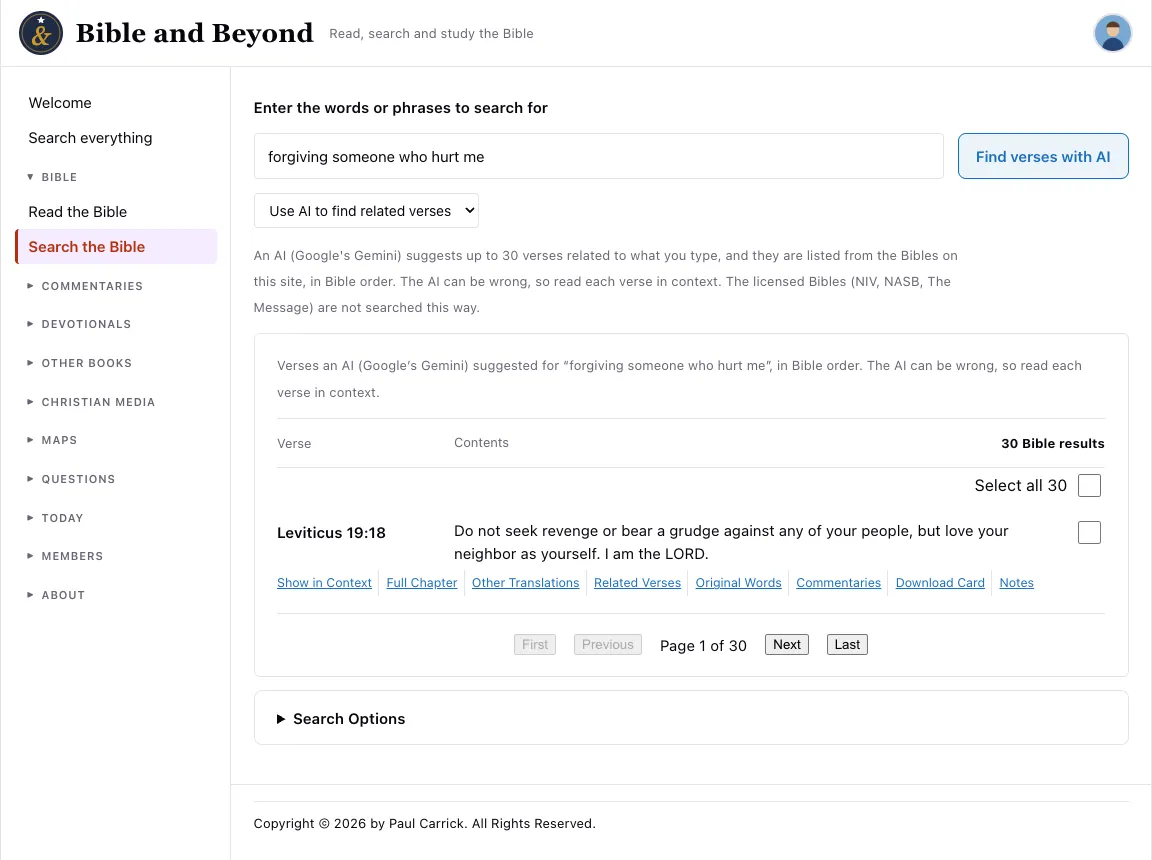 &
Bible and Beyond
Read, search and study the Bible
Welcome
Search everything
▼ BIBLE
Read the Bible
Search the Bible
► COMMENTARIES
► DEVOTIONALS
► OTHER BOOKS
► CHRISTIAN MEDIA
► MAPS
► QUESTIONS
► TODAY
► MEMBERS
► ABOUT
Enter the words or phrases to search for
forgiving someone who hurt me
Find verses with AI
Use AI to find related verses
An AI (Google's Gemini) suggests up to 30 verses related to what you type, and they are listed from the Bibles on
this site, in Bible order. The AI can be wrong, so read each verse in context. The licensed Bibles (NIV, NASB, The
Message) are not searched this way.
Verses an AI (Google’s Gemini) suggested for “forgiving someone who hurt me”, in Bible order. The AI can be wrong, so read each
verse in context.
Verse Contents 30 Bible results
Select all 30
Leviticus 19:18 Do not seek revenge or bear a grudge against any of your people, but love your
neighbor as yourself. I am the LORD.
Show in Context Full Chapter Other Translations Related Verses Original Words Commentaries Download Card Notes
First Previous Page 1 of 30 Next Last
► Search Options
Copyright © 2026 by Paul Carrick. All Rights Reserved.